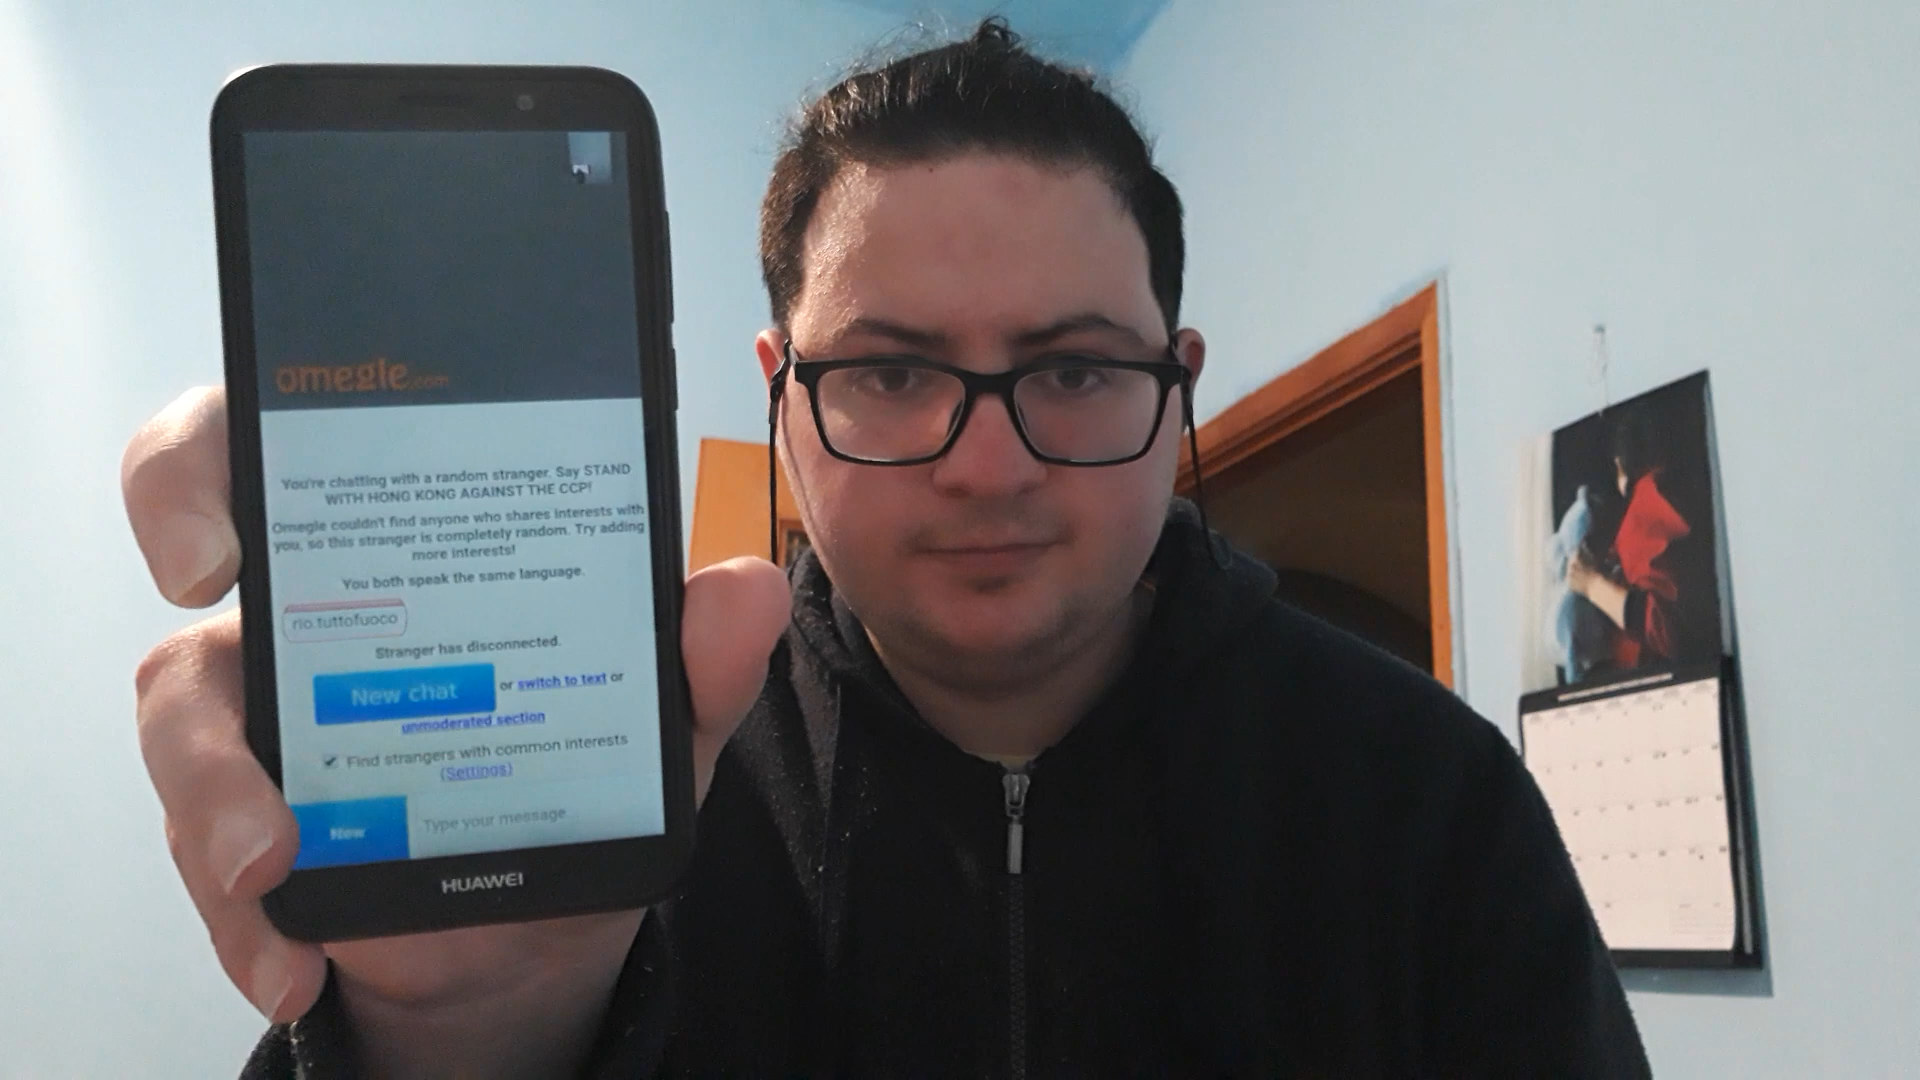 omegle.com
You're chatting with a random stranger. Say STAND
WITH HONG KONG AGAINST THE CCP!
Omegle couldn't find anyone who shares interests with
you, so this stranger is completely random. Try adding
more interests!
You both speak the same language.
rio.tuttofuoco
Stranger has disconnected.
New chat or switch to text or
unmoderated section
Find strangers with common interests
(Settings)
New Type your message...
HUAWEI